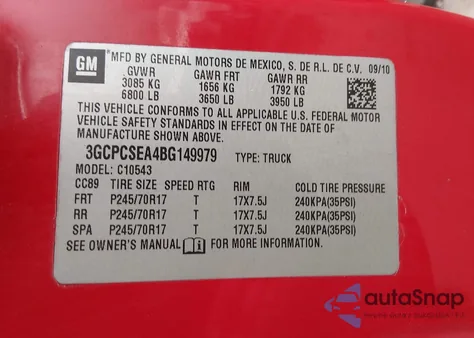 GM
MFD BY GENERAL MOTORS DE MEXICO, S. DE R.L. DE C.V. 09/10
GVWR GAWR FRT GAWR RR
3085 KG 1656 KG 1792 KG
6800 LB 3650 LB 3950 LB
THIS VEHICLE CONFORMS TO ALL APPLICABLE U.S. FEDERAL MOTOR
VEHICLE SAFETY STANDARDS IN EFFECT ON THE DATE OF
MANUFACTURE SHOWN ABOVE.
3GCPCSEA4BG149979 TYPE: TRUCK
MODEL: C10543
CC89 TIRE SIZE SPEED RTG RIM COLD TIRE PRESSURE
FRT P245/70R17 T 17X7.5J 240KPA(35PSI)
RR P245/70R17 T 17X7.5J 240KPA(35PSI)
SPA P245/70R17 T 17X7.5J 240KPA(35PSI)
SEE OWNER'S MANUAL FOR MORE INFORMATION.
autoSnap